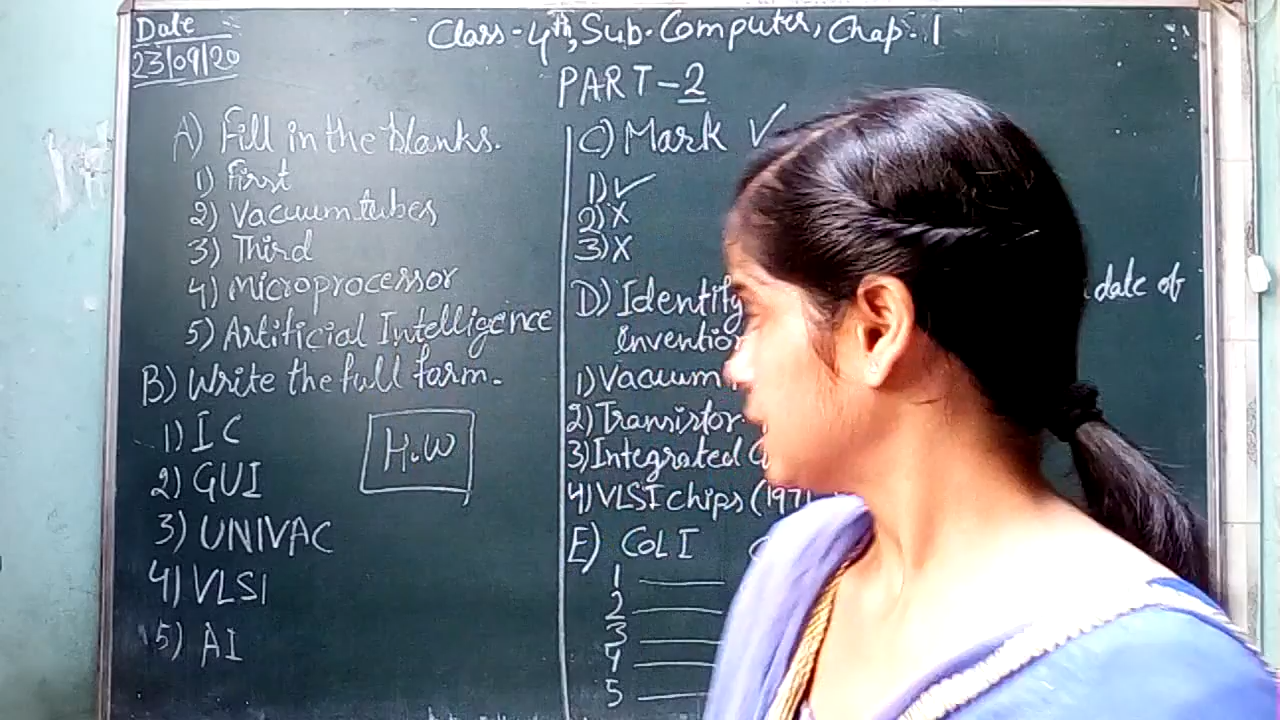 Date
23/09/20
Class-4th, Sub. Computer, Chap. 1
PART-2
A) Fill in the blanks.
1) First
2) Vacuum tubes
3) Third
4) Microprocessor
5) Artificial Intelligence
B) Write the full form.
1) IC
2) GUI
3) UNIVAC
4) VLSI
5) AI
H.W
C) Mark ✓
1) ✓
2) X
3) X
D) Identify date of
invention
1) Vacuum
2) Transistor
3) Integrated
4) VLSI chips (1971
E) Col I
1
2
3
4
5